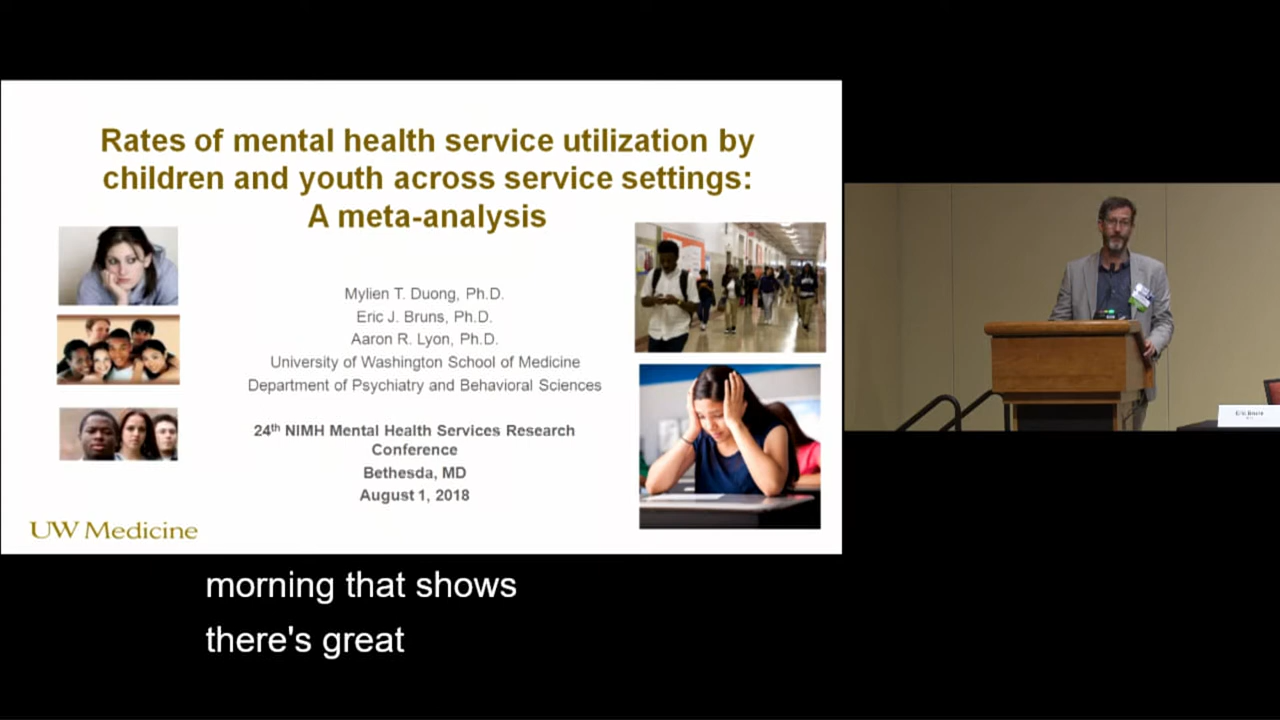 Rates of mental health service utilization by
children and youth across service settings:
A meta-analysis
Mylien T. Duong, Ph.D.
Eric J. Bruns, Ph.D.
Aaron R. Lyon, Ph.D.
University of Washington School of Medicine
Department of Psychiatry and Behavioral Sciences
24th NIMH Mental Health Services Research
Conference
Bethesda, MD
August 1, 2018
UW Medicine
morning that shows
there's great